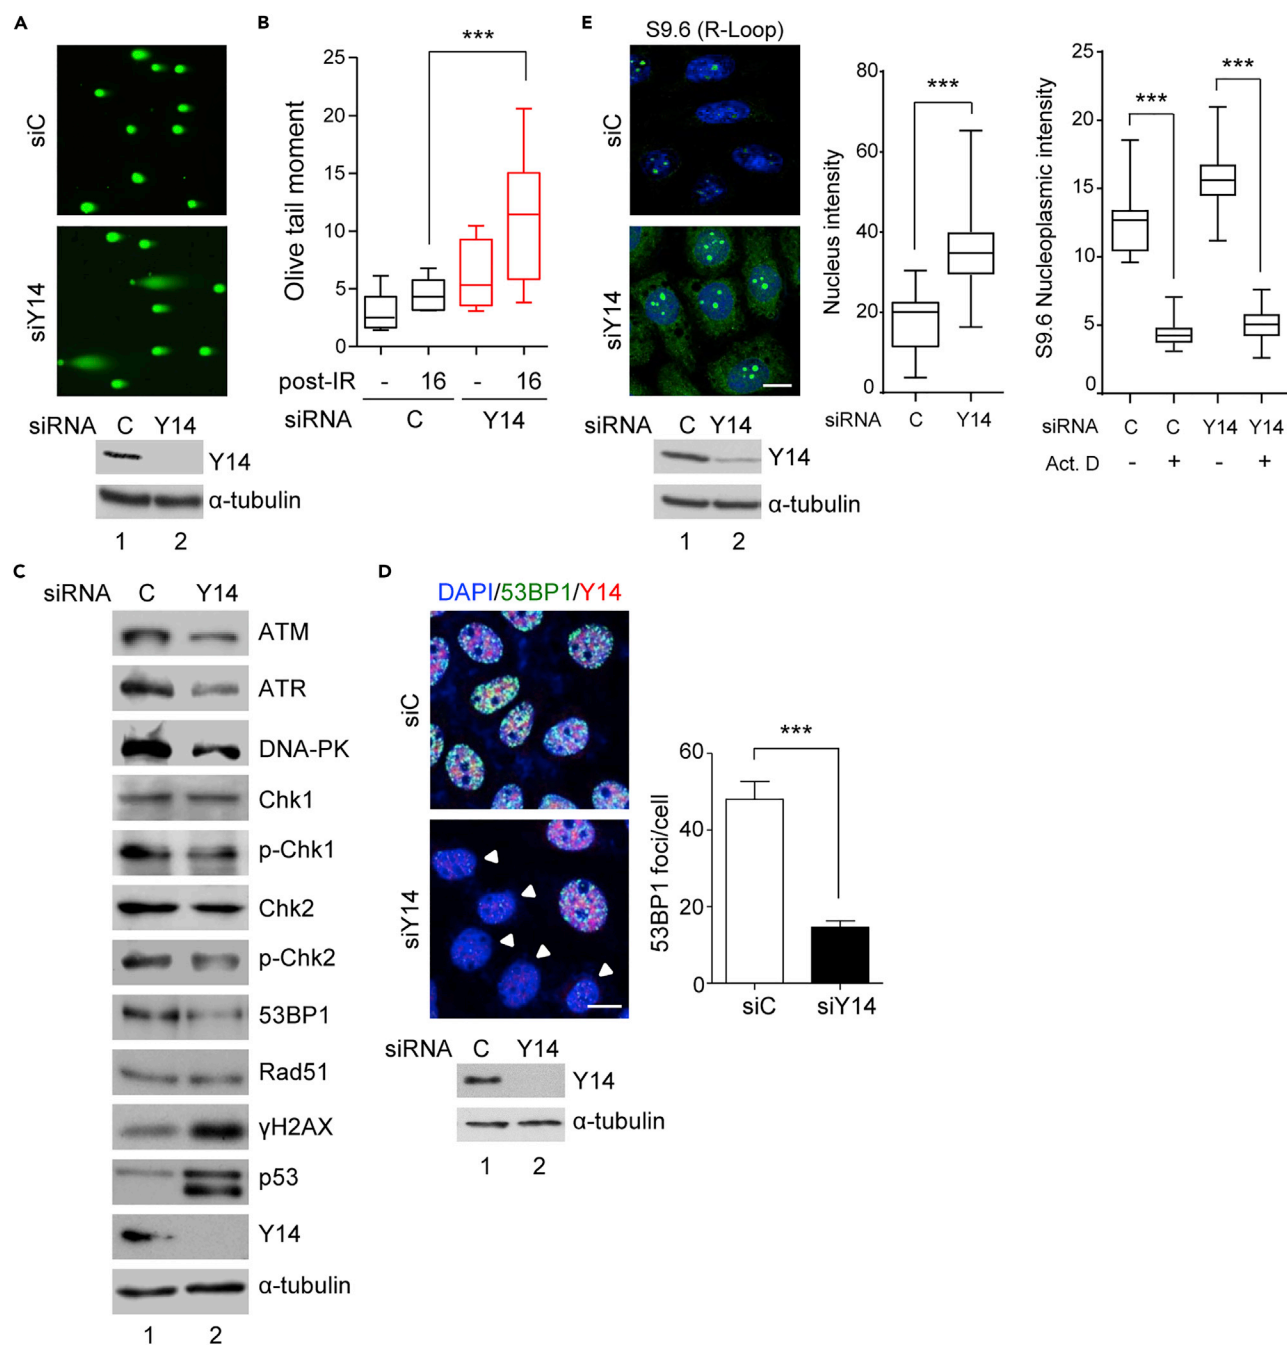 A
siC
siY14
siRNA C Y14
Y14
α-tubulin
1 2
B
***
Olive tail moment
25
20
15
10
5
0
post-IR - 16 - 16
siRNA C Y14
E
S9.6 (R-Loop)
siC
siY14
siRNA C Y14
Y14
α-tubulin
1 2
***
Nucleus intensity
80
60
40
20
0
siRNA C Y14
*** ***
S9.6 Nucleoplasmic intensity
25
20
15
10
5
0
siRNA C C Y14 Y14
Act. D - + - +
C
siRNA C Y14
ATM
ATR
DNA-PK
Chk1
p-Chk1
Chk2
p-Chk2
53BP1
Rad51
γH2AX
p53
Y14
α-tubulin
1 2
D
DAPI/53BP1/Y14
siC
siY14
siRNA C Y14
Y14
α-tubulin
1 2
***
53BP1 foci/cell
60
40
20
0
siC siY14